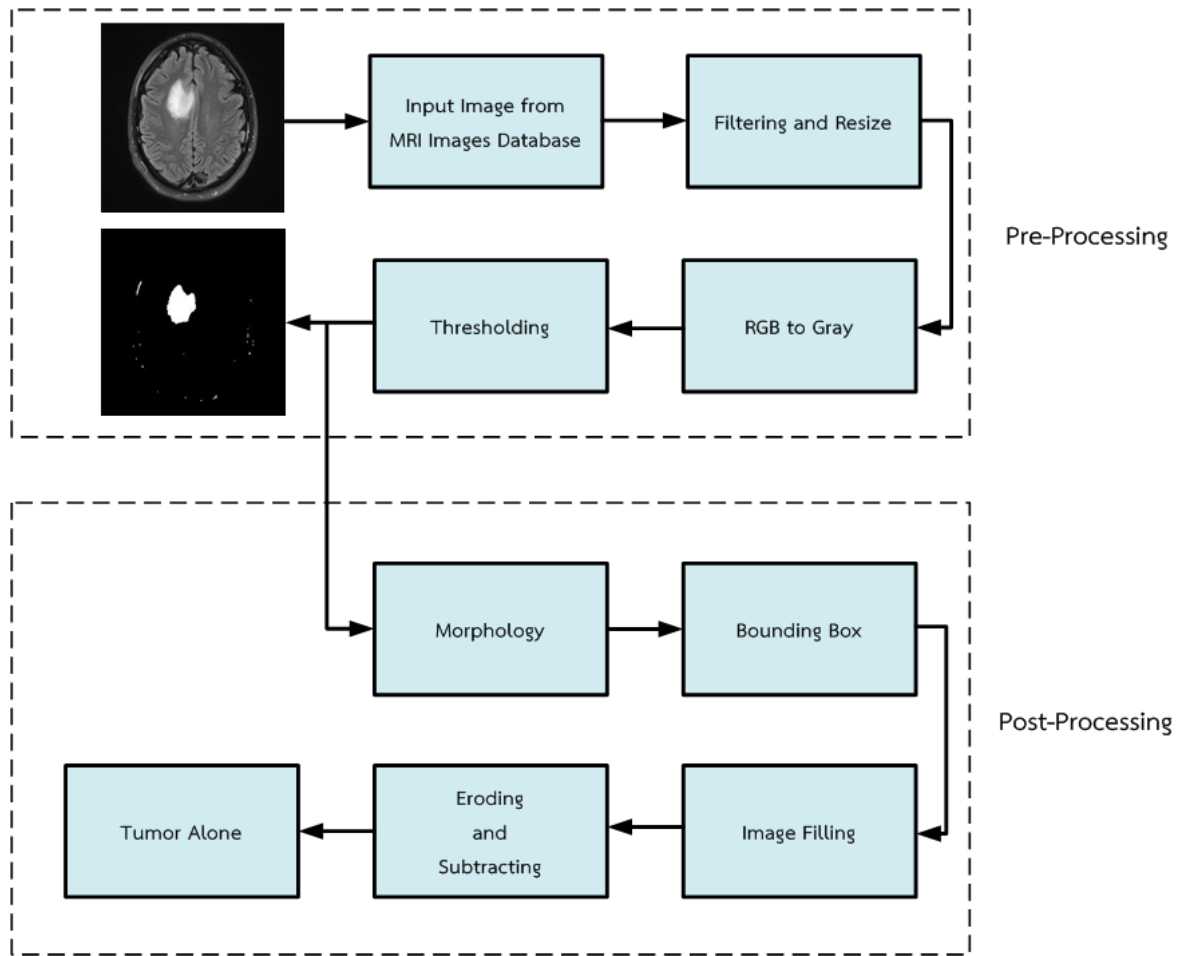 Input Image from
MRI Images Database
Filtering and Resize
Pre-Processing
Thresholding
RGB to Gray
Morphology
Bounding Box
Post-Processing
Tumor Alone
Eroding
and
Subtracting
Image Filling